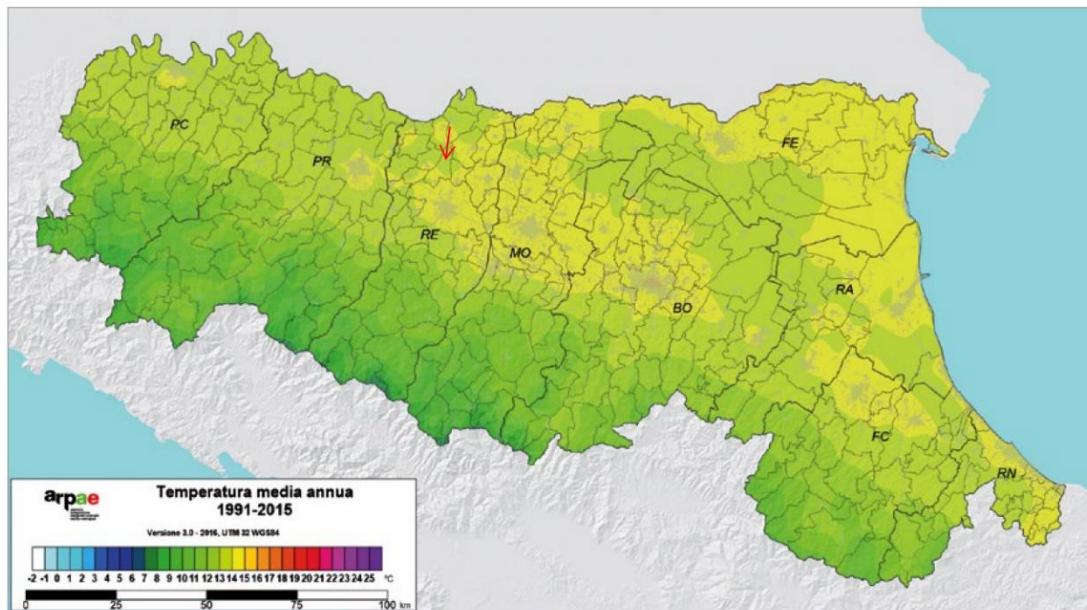 PC
PR
RE
MO
FE
BO
RA
FC
RN
arpae
Temperatura media annua
1991-2015
Versione 3.0 - 2016, UTM 32 WGS84
-2 -1 0 1 2 3 4 5 6 7 8 9 10 11 12 13 14 15 16 17 18 19 20 21 22 23 24 25 °C
0 25 50 75 100 km